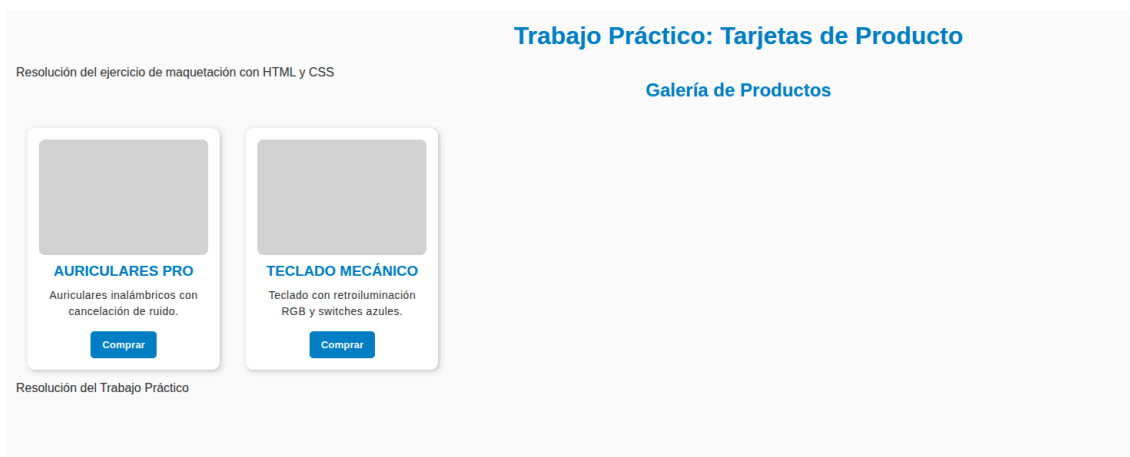 Trabajo Práctico: Tarjetas de Producto
Resolución del ejercicio de maquetación con HTML y CSS
Galería de Productos
AURICULARES PRO
Auriculares inalámbricos con
cancelación de ruido.
Comprar
TECLADO MECÁNICO
Teclado con retroiluminación
RGB y switches azules.
Comprar
Resolución del Trabajo Práctico